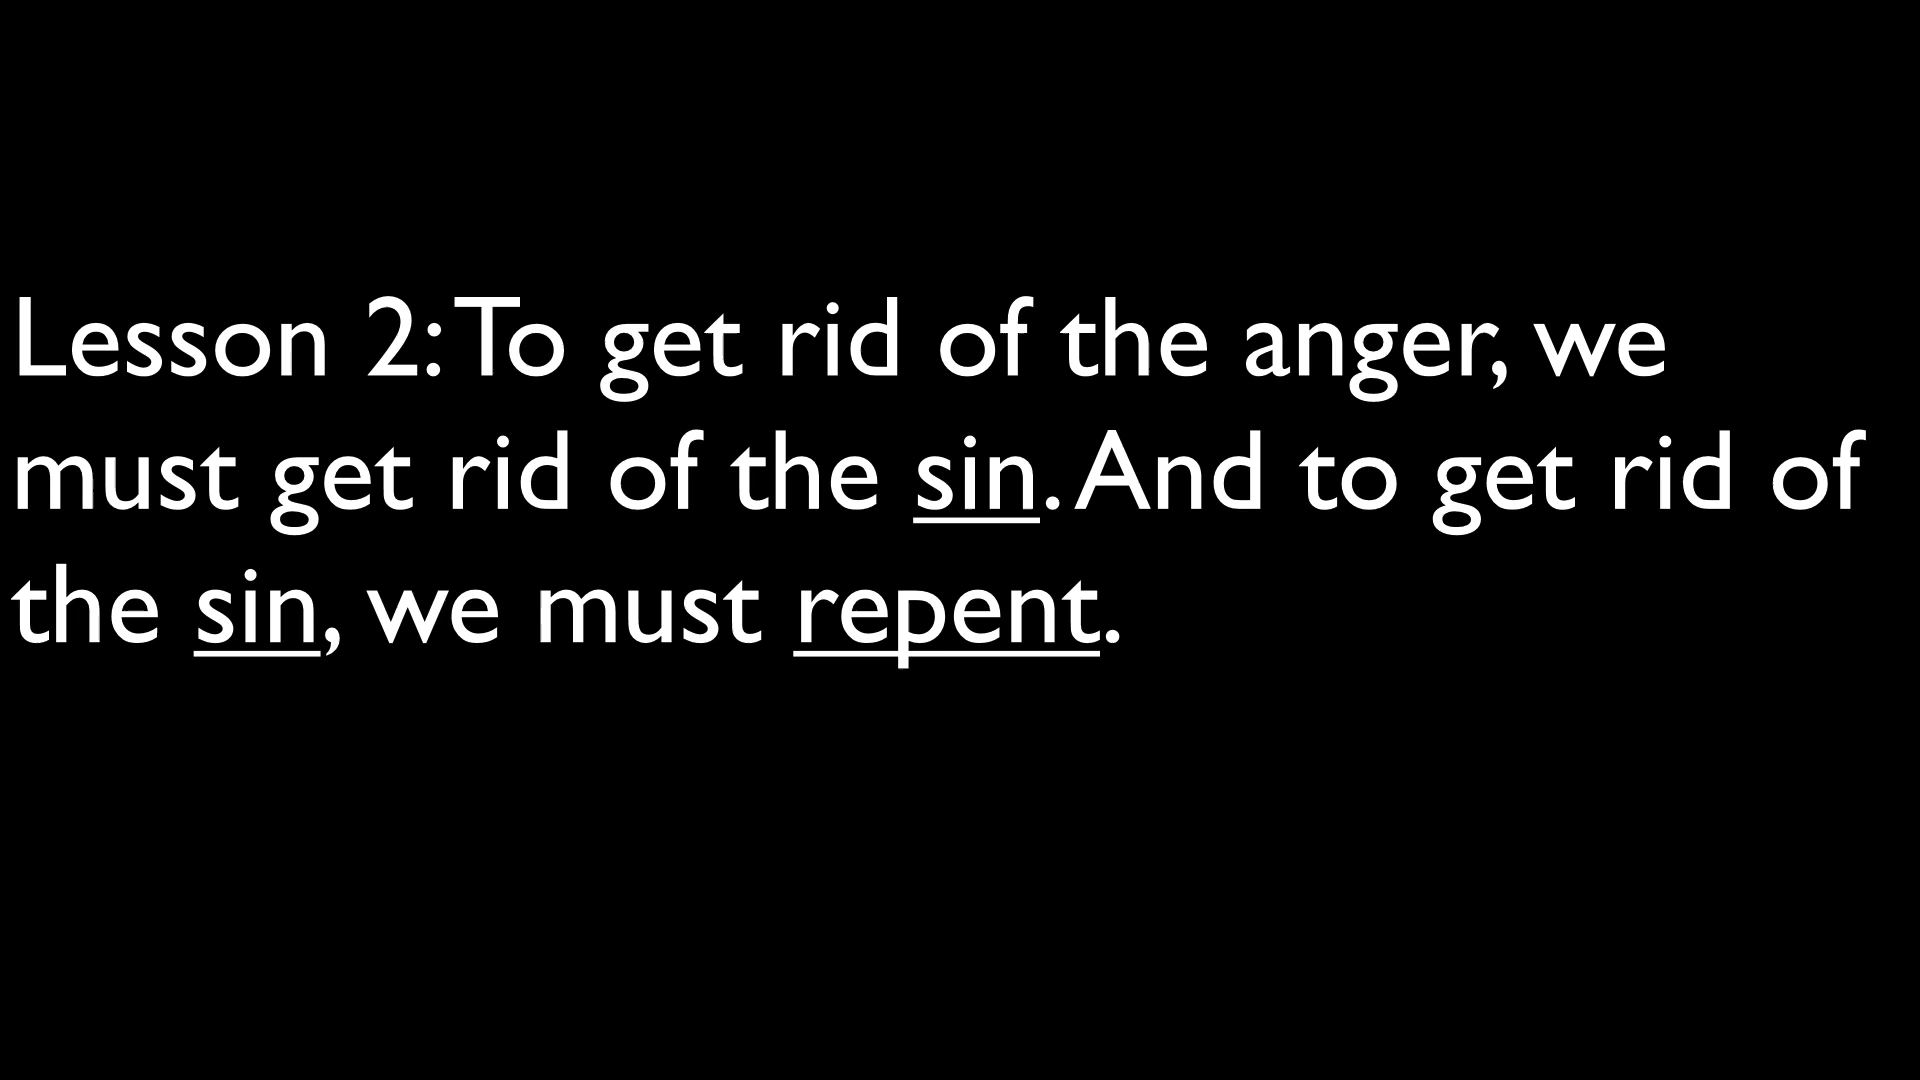 Lesson 2: To get rid of the anger, we
must get rid of the sin. And to get rid of
the sin, we must repent.